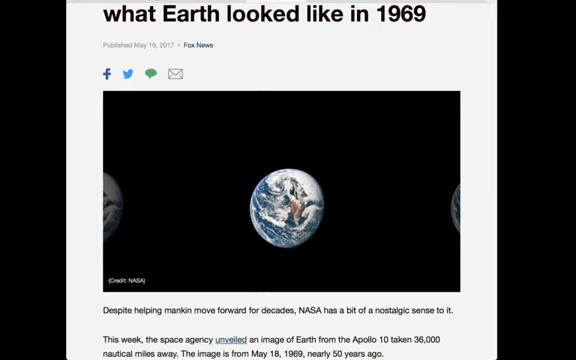 what Earth looked like in 1969
Published May 19, 2017 • Fox News
(Credit: NASA)
Despite helping mankin move forward for decades, NASA has a bit of a nostalgic sense to it.
This week, the space agency unveiled an image of Earth from the Apollo 10 taken 36,000
nautical miles away. The image is from May 18, 1969, nearly 50 years ago.